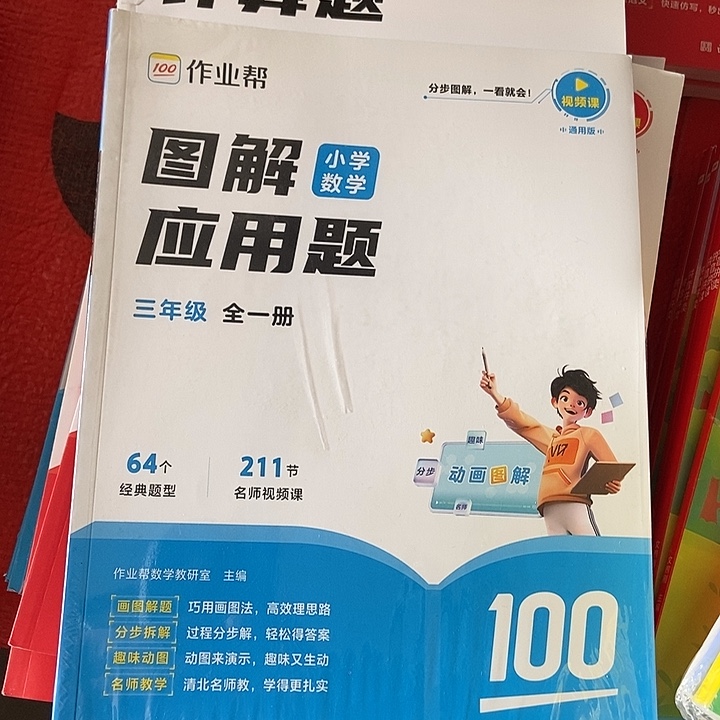 计算题
100 作业帮
分步图解，一看就会！
视频课
通用版
图解
小学
数学
应用题
三年级 全一册
64个
经典题型
211节
名师视频课
趣味
分步
动画图解
名师
作业帮数学教研室 主编
画图解题 巧用画图法，高效理思路
分步拆解 过程分步解，轻松得答案
趣味动图 动图来演示，趣味又生动
名师教学 清北名师教，学得更扎实
100